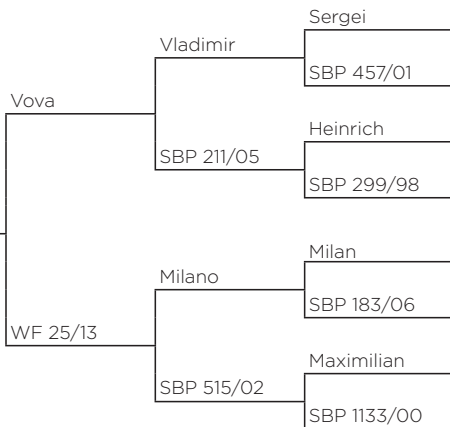 Sergei
Vladimir
SBP 457/01
Vova
Heinrich
SBP 211/05
SBP 299/98
Milan
Milano
SBP 183/06
WF 25/13
Maximilian
SBP 515/02
SBP 1133/00